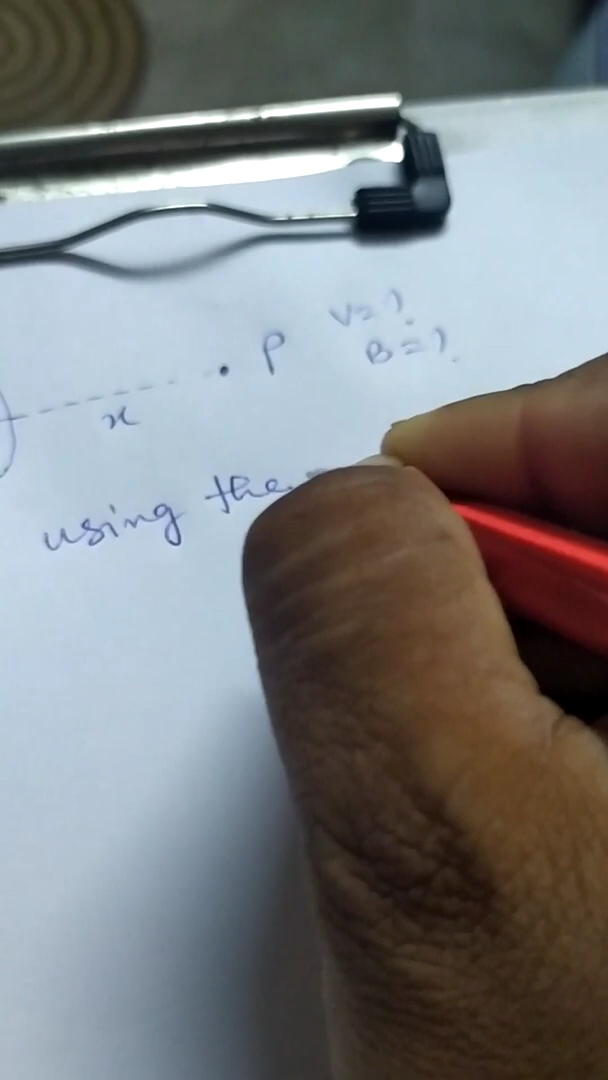 P V=?
B=?
x
using the